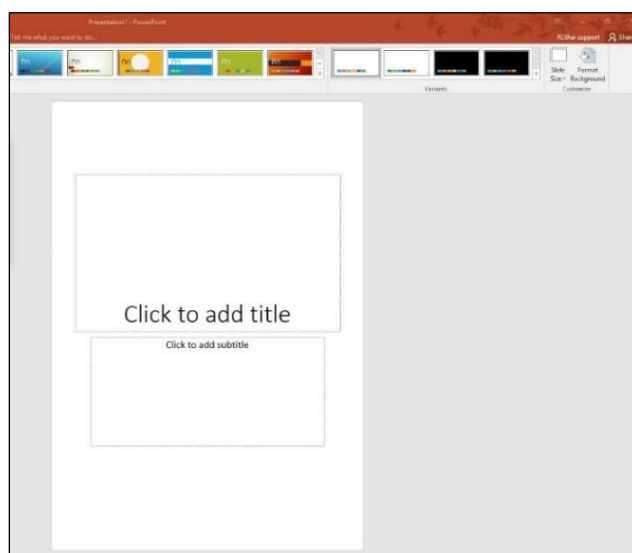 Presentation1 - PowerPoint
Tell me what you want to do...
Share
Slide Size
Format Background
Variants
Customize
Click to add title
Click to add subtitle